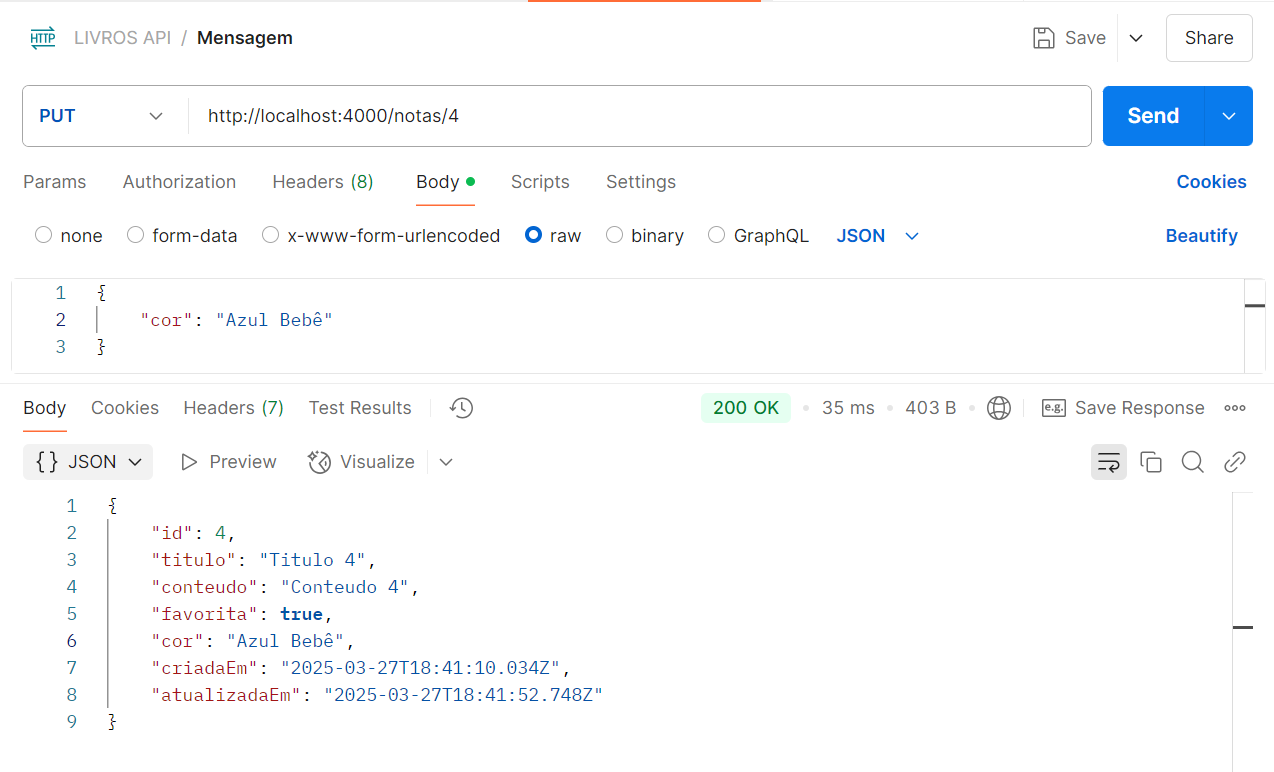 HTTP LIVROS API / Mensagem Save Share
PUT http://localhost:4000/notas/4 Send
Params Authorization Headers (8) Body Scripts Settings Cookies
none form-data x-www-form-urlencoded raw binary GraphQL JSON Beautify
1 {
2 "cor": "Azul Bebê"
3 }
Body Cookies Headers (7) Test Results 200 OK 35 ms 403 B e.g. Save Response
{} JSON Preview Visualize
1 {
2 "id": 4,
3 "titulo": "Titulo 4",
4 "conteudo": "Conteudo 4",
5 "favorita": true,
6 "cor": "Azul Bebê",
7 "criadaEm": "2025-03-27T18:41:10.034Z",
8 "atualizadaEm": "2025-03-27T18:41:52.748Z"
9 }